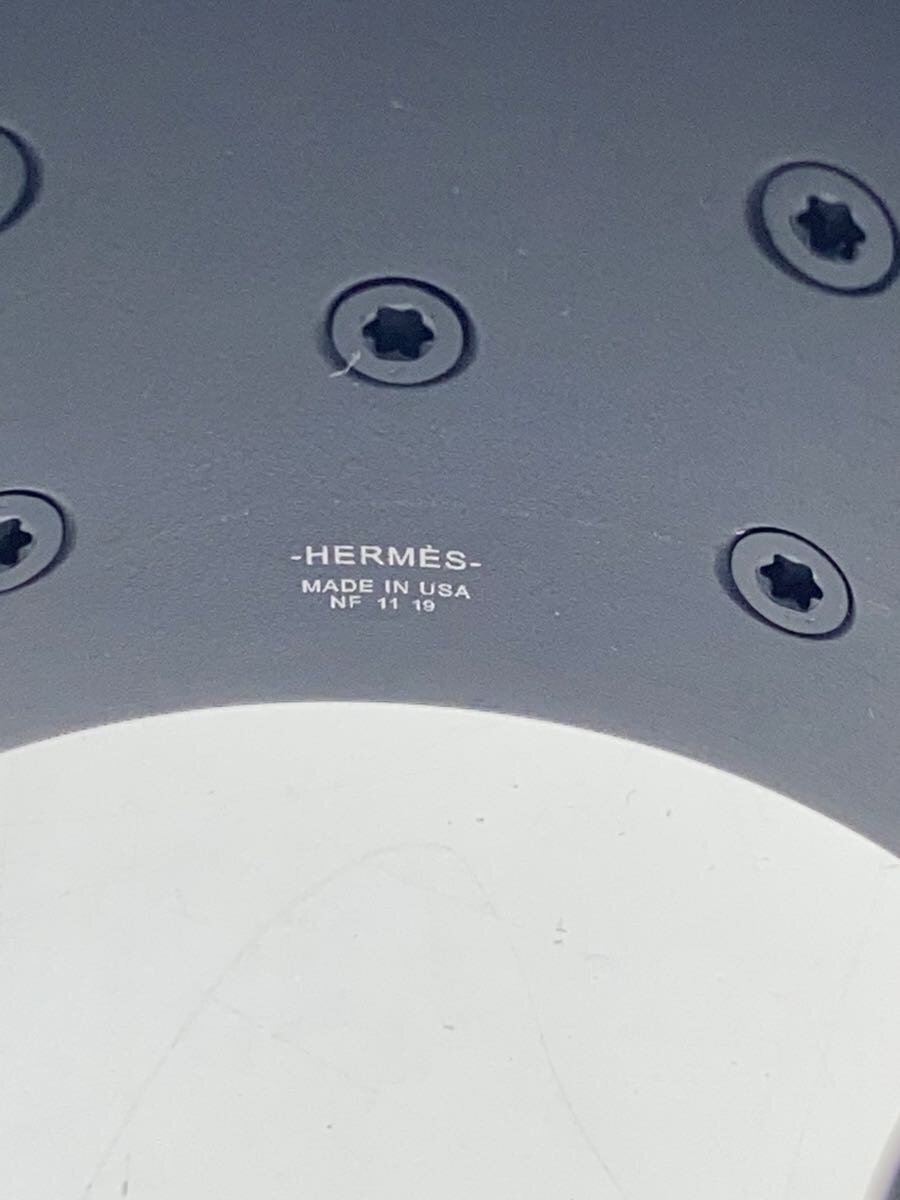 -HERMÈS-
MADE IN USA
NF 11 19